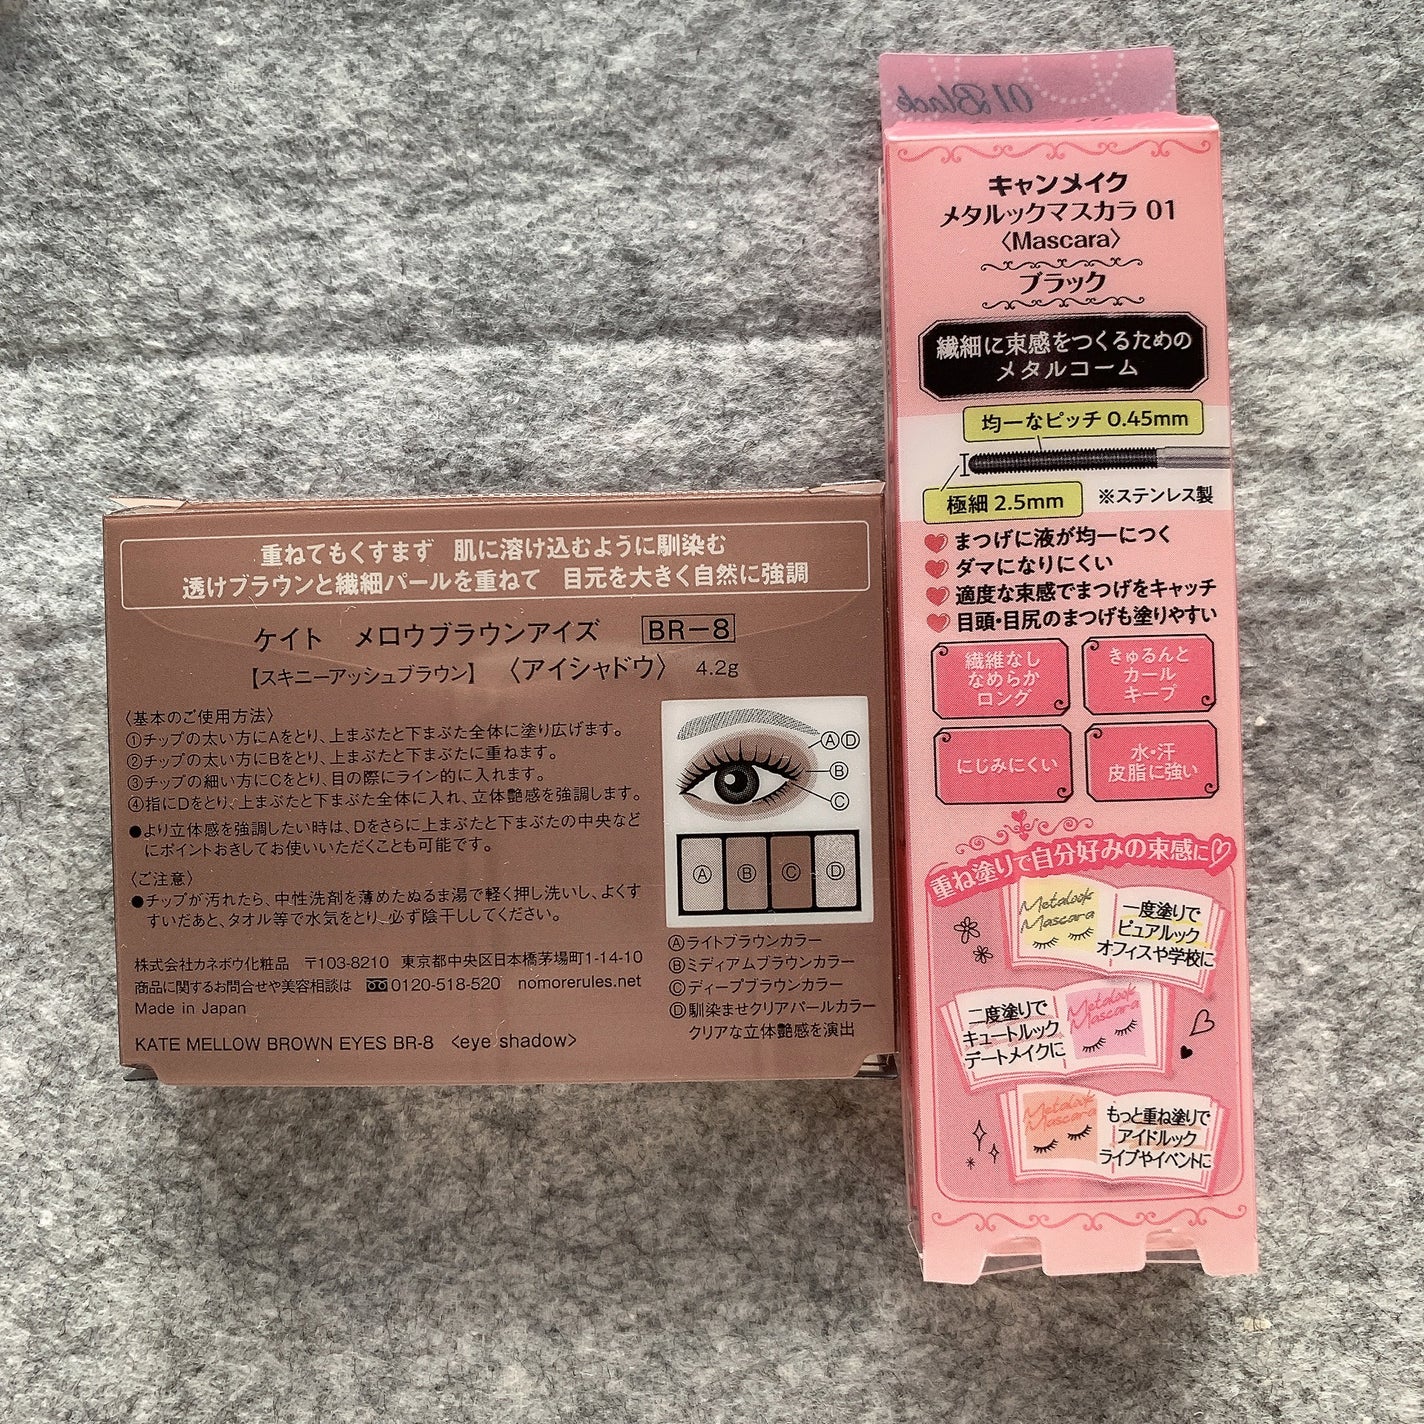 重ねてもくすまず 肌に溶け込むように馴染む
透けブラウンと繊細パールを重ねて 目元を大きく自然に強調
ケイト メロウブラウンアイズ BR-8
【スキニーアッシュブラウン】 〈アイシャドウ〉 4.2g
〈基本のご使用方法〉
①チップの太い方にAをとり、上まぶたと下まぶた全体に塗り広げます。
②チップの太い方にBをとり、上まぶたと下まぶたに重ねます。
③チップの細い方にCをとり、目の際にライン的に入れます。
④指にDをとり、上まぶたと下まぶた全体に入れ、立体艶感を強調します。
●より立体感を強調したい時は、Dをさらに上まぶたと下まぶたの中央など
にポイントおきしてお使いいただくことも可能です。
〈ご注意〉
●チップが汚れたら、中性洗剤を薄めたぬるま湯で軽く押し洗いし、よくす
すいだあと、タオル等で水気をとり、必ず陰干ししてください。
株式会社カネボウ化粧品 〒103-8210 東京都中央区日本橋茅場町1-14-10
商品に関するお問合せや美容相談は 0120-518-520 nomorerules.net
Made in Japan
KATE MELLOW BROWN EYES BR-8 <eye shadow>
ⒶⒹ
Ⓑ
Ⓒ
Ⓐ Ⓑ Ⓒ Ⓓ
Ⓐライトブラウンカラー
Ⓑミディアムブラウンカラー
Ⓒディープブラウンカラー
Ⓓ馴染ませクリアパールカラー
クリアな立体艶感を演出
01 Black
キャンメイク
メタルックマスカラ 01
〈Mascara〉
ブラック
繊細に束感をつくるための
メタルコーム
均一なピッチ 0.45mm
極細 2.5mm ※ステンレス製
まつげに液が均一につく
ダマになりにくい
適度な束感でまつげをキャッチ
目頭・目尻のまつげも塗りやすい
繊維なし
なめらか
ロング
きゅるんと
カール
キープ
にじみにくい
水・汗
皮脂に強い
重ね塗りで自分好みの束感に♡
Metalook
Mascara
一度塗りで
ピュアルック
オフィスや学校に
二度塗りで
キュートルック
デートメイクに
Metalook
Mascara
Metalook
Mascara
もっと重ね塗りで
アイドルック
ライブやイベントに